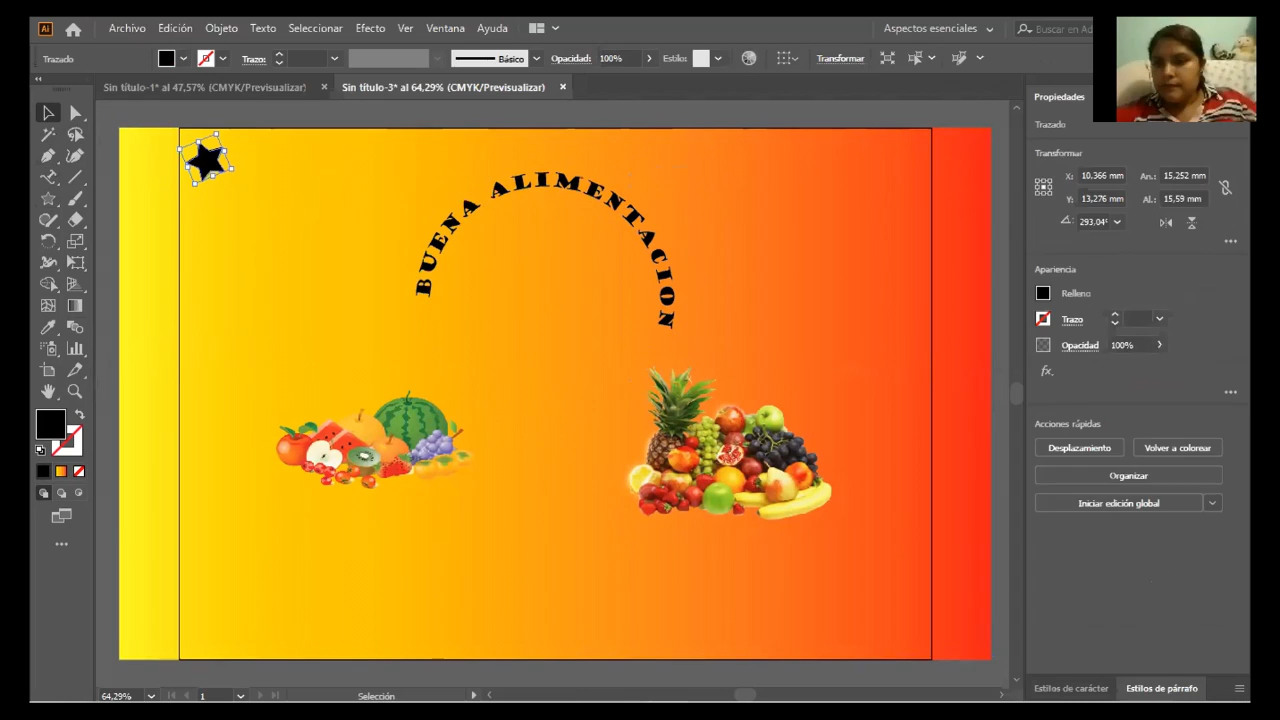 Ai Archivo Edición Objeto Texto Seleccionar Efecto Ver Ventana Ayuda Aspectos esenciales Buscar en Ad
Trazado Trazo: Básico Opacidad: 100% Estilo: Transformar
Sin título-1* al 47,57% (CMYK/Previsualizar) × Sin título-3* al 64,29% (CMYK/Previsualizar) ×
Propiedades
Trazado
Transformar
X: 10,366 mm An.: 15,252 mm
Y: 13,276 mm Al.: 15,59 mm
293,04°
Apariencia
Relleno
Trazo
Opacidad 100%
fx.
Acciones rápidas
Desplazamiento Volver a colorear
Organizar
Iniciar edición global
BUENA ALIMENTACION
64,29% 1 Selección
Estilos de carácter Estilos de párrafo